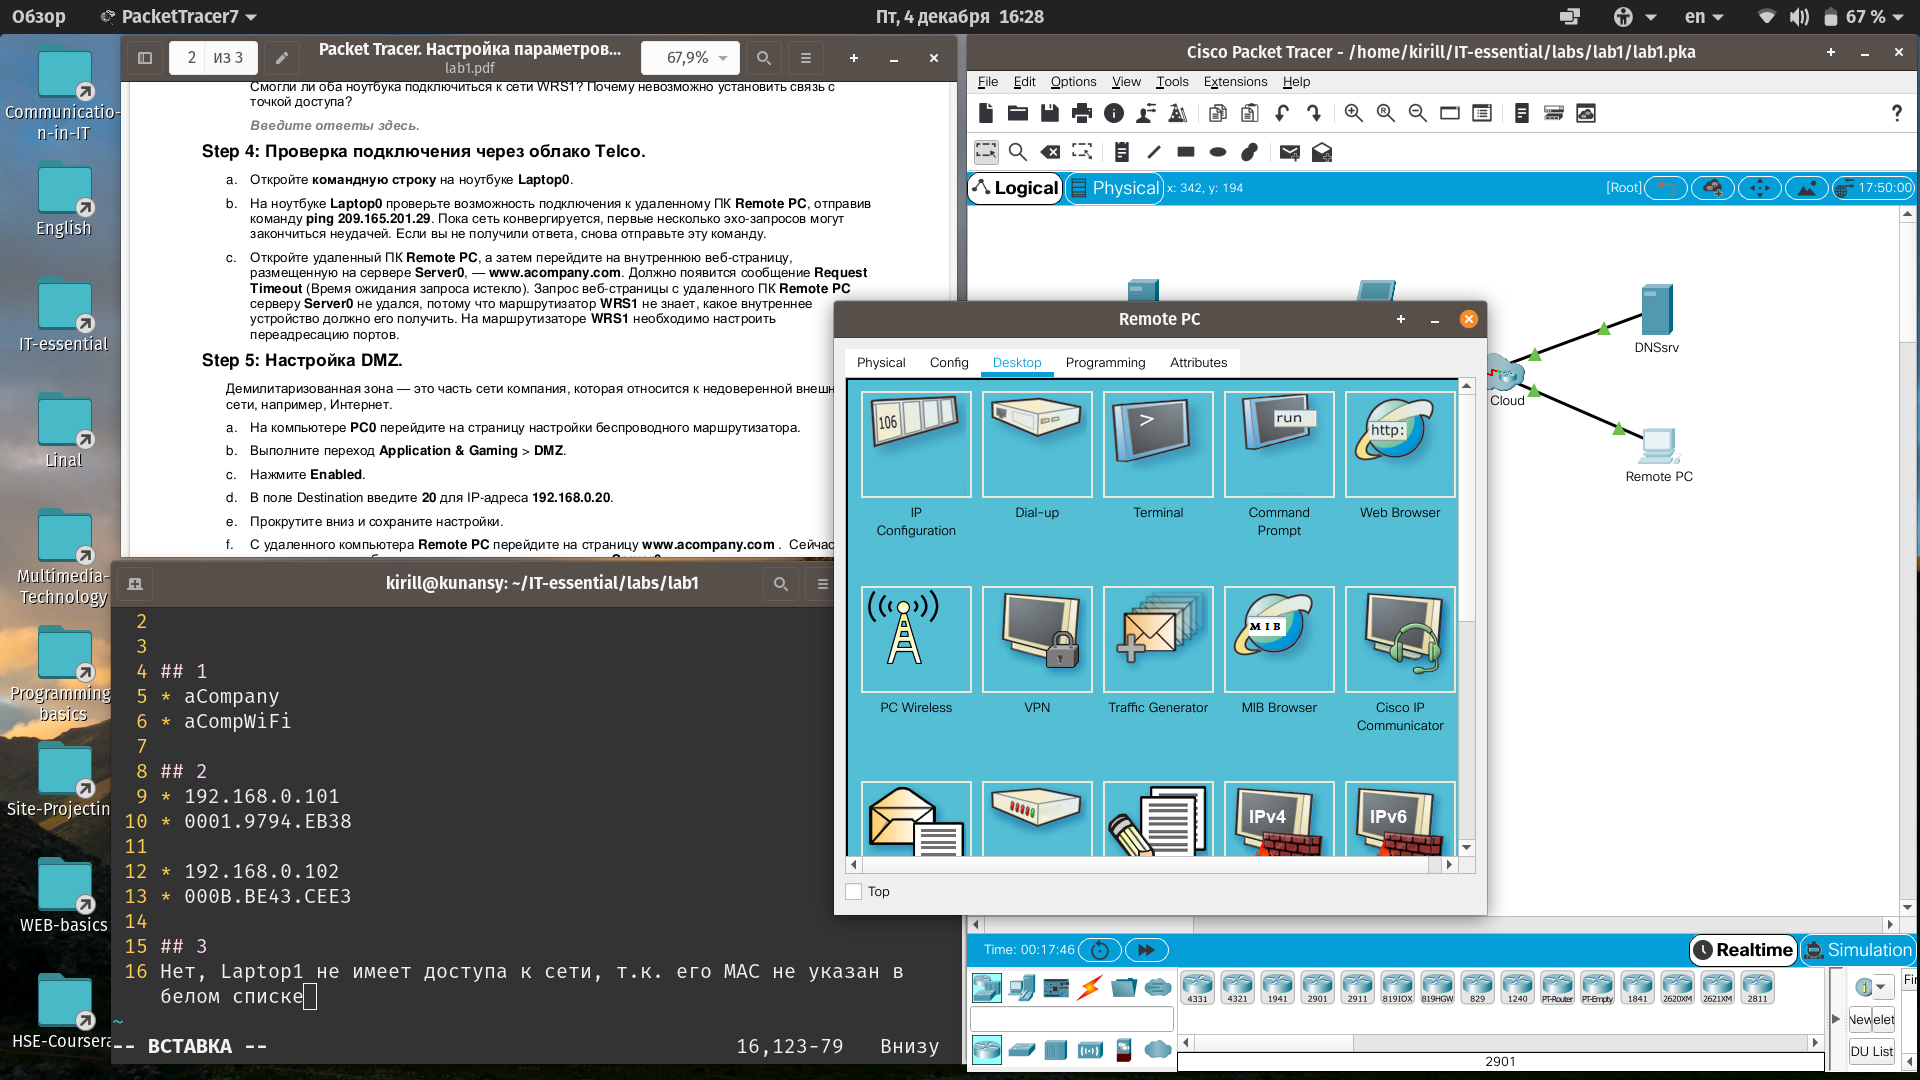 Обзор
PacketTracer7
Пт, 4 декабря 16:28
en
67 %
Communicatio-
n-in-IT
English
IT-essential
Linal
Multimedia-
Technology
Programming-
basics
Site-Projectin
WEB-basics
HSE-Coursera
2
из 3
Packet Tracer. Настройка параметров...
lab1.pdf
67,9%
Смогли ли оба ноутбука подключиться к сети WRS1? Почему невозможно установить связь с
точкой доступа?
Введите ответы здесь.
Step 4: Проверка подключения через облако Telco.
a. Откройте командную строку на ноутбуке Laptop0.
b. На ноутбуке Laptop0 проверьте возможность подключения к удаленному ПК Remote PC, отправив
команду ping 209.165.201.29. Пока сеть конвергируется, первые несколько эхо-запросов могут
закончиться неудачей. Если вы не получили ответа, снова отправьте эту команду.
c. Откройте удаленный ПК Remote PC, а затем перейдите на внутреннюю веб-страницу,
размещенную на сервере Server0, — www.acompany.com. Должно появится сообщение Request
Timeout (Время ожидания запроса истекло). Запрос веб-страницы с удаленного ПК Remote PC
серверу Server0 не удался, потому что маршрутизатор WRS1 не знает, какое внутреннее
устройство должно его получить. На маршрутизаторе WRS1 необходимо настроить
переадресацию портов.
Step 5: Настройка DMZ.
Демилитаризованная зона — это часть сети компания, которая относится к недоверенной внешн
сети, например, Интернет.
a. На компьютере PC0 перейдите на страницу настройки беспроводного маршрутизатора.
b. Выполните переход Application & Gaming > DMZ.
c. Нажмите Enabled.
d. В поле Destination введите 20 для IP-адреса 192.168.0.20.
e. Прокрутите вниз и сохраните настройки.
f. С удаленного компьютера Remote PC перейдите на страницу www.acompany.com . Сейчас
kirill@kunansy: ~/IT-essential/labs/lab1
2
3
4 ## 1
5 * aCompany
6 * aCompWiFi
7
8 ## 2
9 * 192.168.0.101
10 * 0001.9794.EB38
11
12 * 192.168.0.102
13 * 000B.BE43.CEE3
14
15 ## 3
16 Нет, Laptop1 не имеет доступа к сети, т.к. его MAC не указан в
белом списке
~
-- ВСТАВКА --
16,123-79 Внизу
Cisco Packet Tracer - /home/kirill/IT-essential/labs/lab1/lab1.pka
File Edit Options View Tools Extensions Help
?
Logical
Physical
x: 342, y: 194
[Root]
17:50:00
DNSsrv
Cloud
Remote PC
Remote PC
Physical Config Desktop Programming Attributes
106
>
run
http:
IP
Configuration
Dial-up
Terminal
Command
Prompt
Web Browser
MIB
PC Wireless
VPN
Traffic Generator
MIB Browser
Cisco IP
Communicator
IPv4
IPv6
Top
Time: 00:17:46
Realtime
Simulation
4331 4321 1941 2901 2911 819IOX 819HGW 829 1240 PT-Router PT-Empty 1841 2620XM 2621XM 2811
Fir
New
elet
DU List
2901